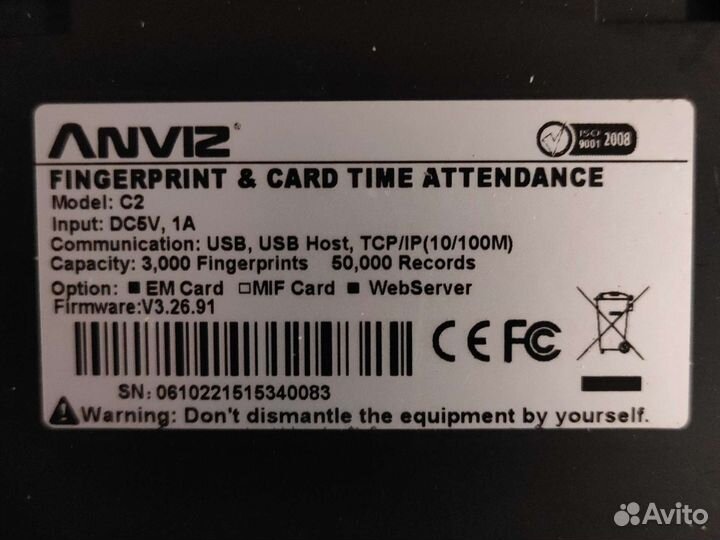 ANVIZ®
ISO 9001 2008
FINGERPRINT & CARD TIME ATTENDANCE
Model: C2
Input: DC5V, 1A
Communication: USB, USB Host, TCP/IP(10/100M)
Capacity: 3,000 Fingerprints 50,000 Records
Option: ■ EM Card □MIF Card ■ WebServer
Firmware:V3.26.91
CE FC
SN: 0610221515340083
Warning: Don't dismantle the equipment by yourself.
Avito